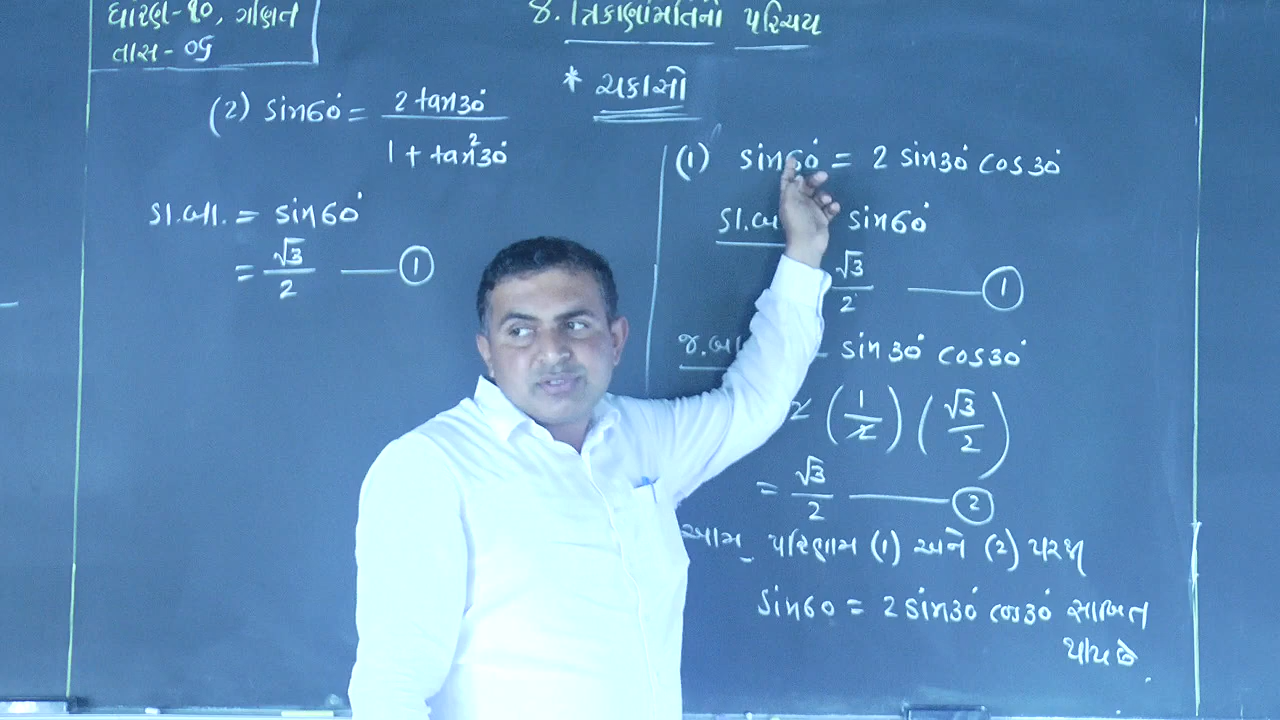 ધોરણ-૧૦, ગણિત
તાસ- ૦૬
૪. ત્રિકોણમિતિનો પરિચય
* ચકાસો
(2) sin60° = 2 tan30° / 1 + tan²30°
ડા.બા. = sin60°
= √3/2 —— ①
(1) sin60° = 2 sin30° cos30°
ડા.બા sin60°
√3/2 —— ①
જ.બા sin30° cos30°
2 (1/2) (√3/2)
= √3/2 —— ②
આમ, પરિણામ (1) અને (2) પરથી
sin60 = 2 sin30° cos30° સાબિત
થાય છે.